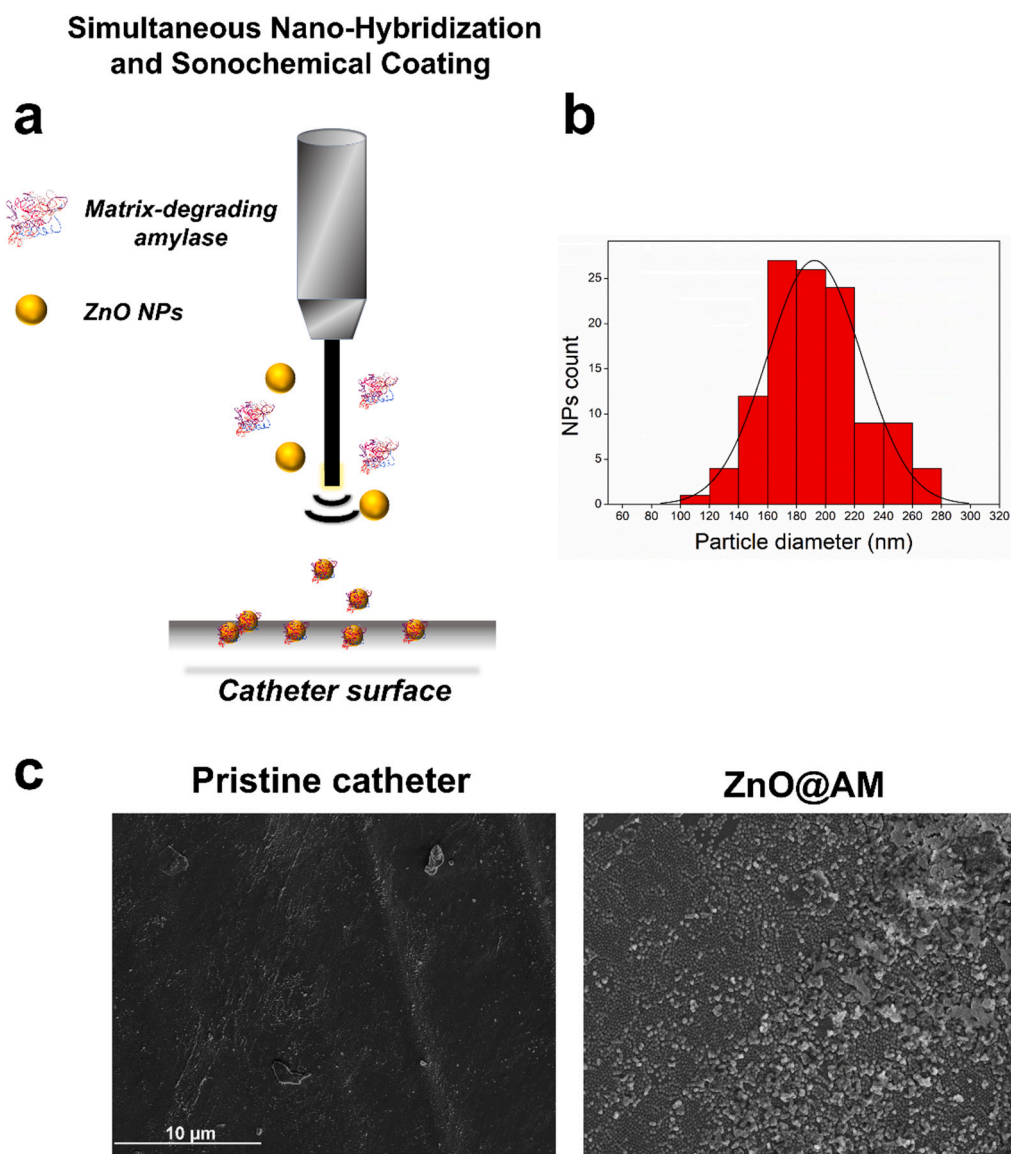 Simultaneous Nano-Hybridization
and Sonochemical Coating
a
Matrix-degrading
amylase
ZnO NPs
Catheter surface
b
NPs count
25
20
15
10
5
0
60 80 100 120 140 160 180 200 220 240 260 280 300 320
Particle diameter (nm)
c
Pristine catheter
ZnO@AM
10 µm